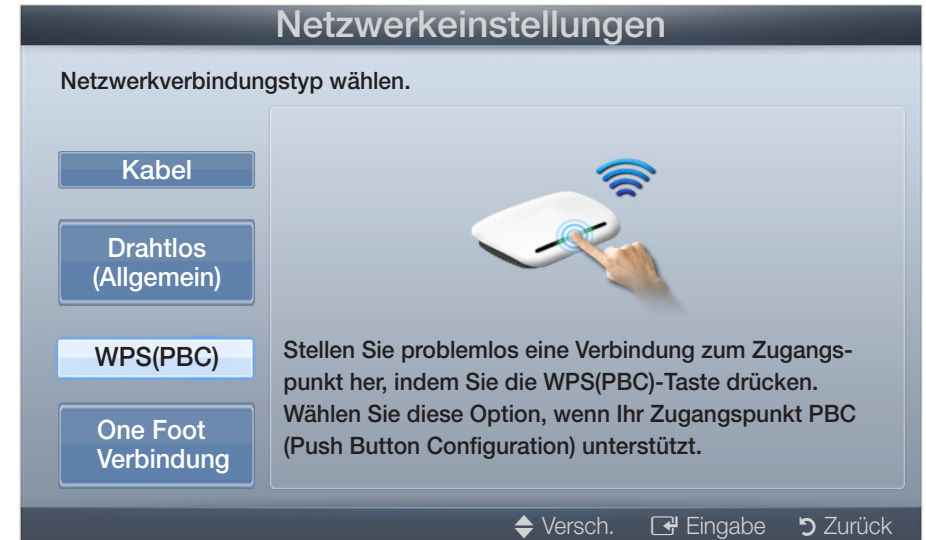 Netzwerkeinstellungen
Netzwerkverbindungstyp wählen.
Kabel
Drahtlos
(Allgemein)
WPS(PBC)
One Foot
Verbindung
Stellen Sie problemlos eine Verbindung zum Zugangs-
punkt her, indem Sie die WPS(PBC)-Taste drücken.
Wählen Sie diese Option, wenn Ihr Zugangspunkt PBC
(Push Button Configuration) unterstützt.
Versch. Eingabe Zurück